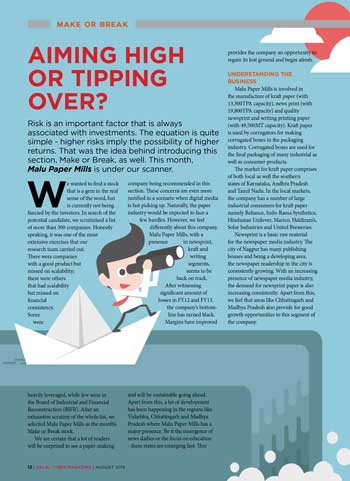 MAKE OR BREAK
AIMING HIGH
OR TIPPING
OVER?
Risk is an important factor that is always
associated with investments. The equation is quite
simple - higher risks imply the possibility of higher
returns. That was the idea behind introducing this
section, Make or Break, as well. This month,
Malu Paper Mills is under our scanner.
We wanted to find a stock
that is a gem in the real
sense of the word, but
is currently not being
fancied by the investors. In search of the
potential candidate, we scrutinised a list
of more than 300 companies. Honestly
speaking, it was one of the most
extensive exercises that our
research team carried out.
There were companies
with a good product but
missed on scalability;
there were others
that had scalability
but missed on
financial
consistency.
Some
were
heavily leveraged, while few were in
the Board of Industrial and Financial
Reconstruction (BIFR). After an
exhaustive scrutiny of the whole lot, we
selected Malu Paper Mills as the month's
Make or Break stock.
We are certain that a lot of readers
will be surprised to see a paper-making
company being recommended in this
section. These concerns are even more
justified in a scenario when digital media
is fast picking up. Naturally, the paper
industry would be expected to face a
few hurdles. However, we feel
differently about this company.
Malu Paper Mills, with a
presence in newsprint,
kraft and
writing
segments,
seems to be
back on track.
After witnessing
significant amount of
losses in FY12 and FY13,
the company's bottom-
line has turned black.
Margins have improved
and will be sustainable going ahead.
Apart from this, a lot of development
has been happening in the regions like
Vidarbha, Chhattisgarh and Madhya
Pradesh where Malu Paper Mills has a
major presence. Be it the emergence of
news dailies or the focus on education
- these states are emerging fast. This
provides the company an opportunity to
regain its lost ground and begin afresh.
UNDERSTANDING THE
BUSINESS
Malu Paper Mills is involved in
the manufacture of kraft paper (with
13,500TPA capacity), news print (with
19,800TPA capacity) and quality
newsprint and writing printing paper
(with 49,500MT capacity). Kraft paper
is used by corrugators for making
corrugated boxes in the packaging
industry. Corrugated boxes are used for
the final packaging of many industrial as
well as consumer products.
The market for kraft paper comprises
of both local as well the southern
states of Karnataka, Andhra Pradesh
and Tamil Nadu. In the local markets,
the company has a number of large
industrial consumers for kraft paper
namely Reliance, Indo Rama Synthetics,
Hindustan Unilever, Marico, Haldiram's,
Solar Industries and United Breweries.
Newsprint is a basic raw material
for the newspaper media industry. The
city of Nagpur has many publishing
houses and being a developing area,
the newspaper readership in the city is
consistently growing. With an increasing
presence of newspaper media industry,
the demand for newsprint paper is also
increasing consistently. Apart from this,
we feel that areas like Chhattisgarh and
Madhya Pradesh also provide for good
growth opportunities to this segment of
the company.
AUGUST 2015